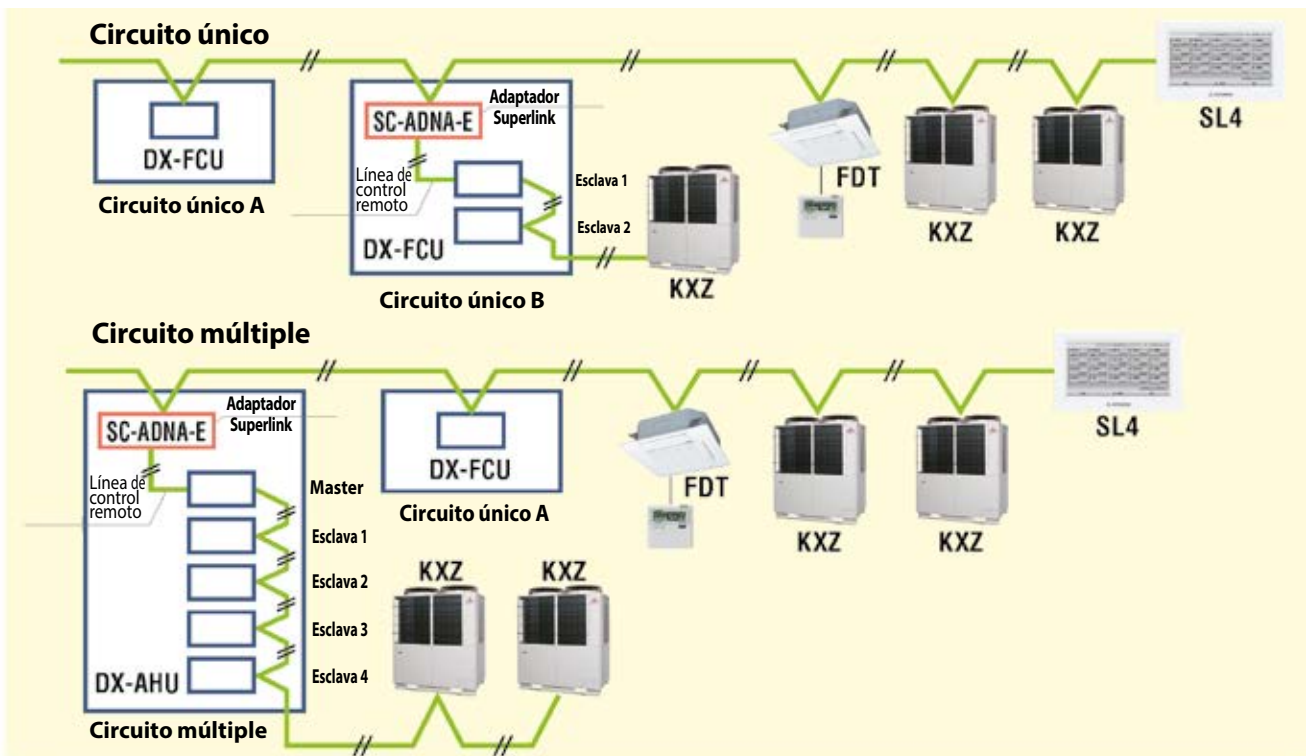 Circuito único
DX-FCU
Circuito único A
SC-ADNA-E
Adaptador
Superlink
Línea de
control
remoto
Esclava 1
Esclava 2
DX-FCU
Circuito único B
KXZ
FDT
KXZ
KXZ
SL4
Circuito múltiple
SC-ADNA-E
Adaptador
Superlink
Línea de
control
remoto
Master
Esclava 1
Esclava 2
Esclava 3
Esclava 4
DX-AHU
Circuito múltiple
DX-FCU
Circuito único A
KXZ
KXZ
FDT
KXZ
KXZ
SL4